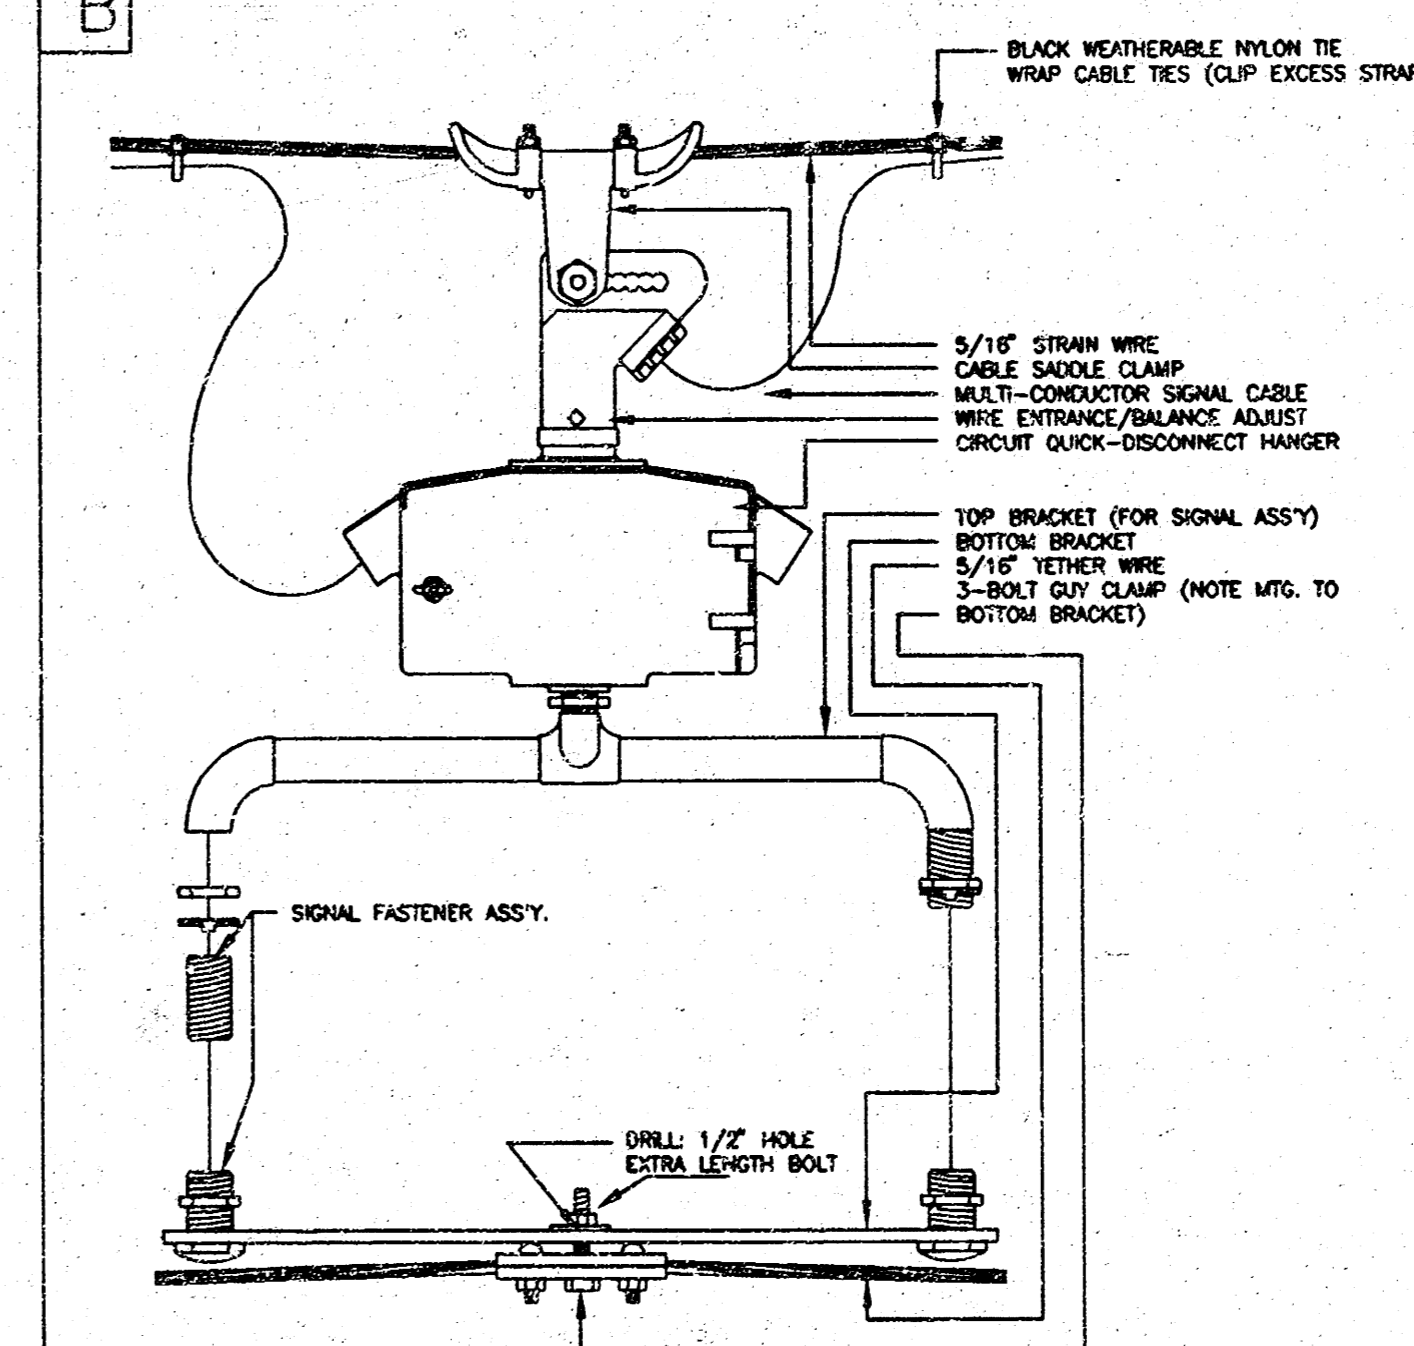 B
BLACK WEATHERABLE NYLON TIE
WRAP CABLE TIES (CLIP EXCESS STRAP
5/16" STRAIN WIRE
CABLE SADDLE CLAMP
MULTI-CONDUCTOR SIGNAL CABLE
WIRE ENTRANCE/BALANCE ADJUST
CIRCUIT QUICK-DISCONNECT HANGER
TOP BRACKET (FOR SIGNAL ASS'Y)
BOTTOM BRACKET
5/16" TETHER WIRE
3-BOLT GUY CLAMP (NOTE MTG. TO
BOTTOM BRACKET)
SIGNAL FASTENER ASS'Y.
DRILL: 1/2" HOLE
EXTRA LENGTH BOLT